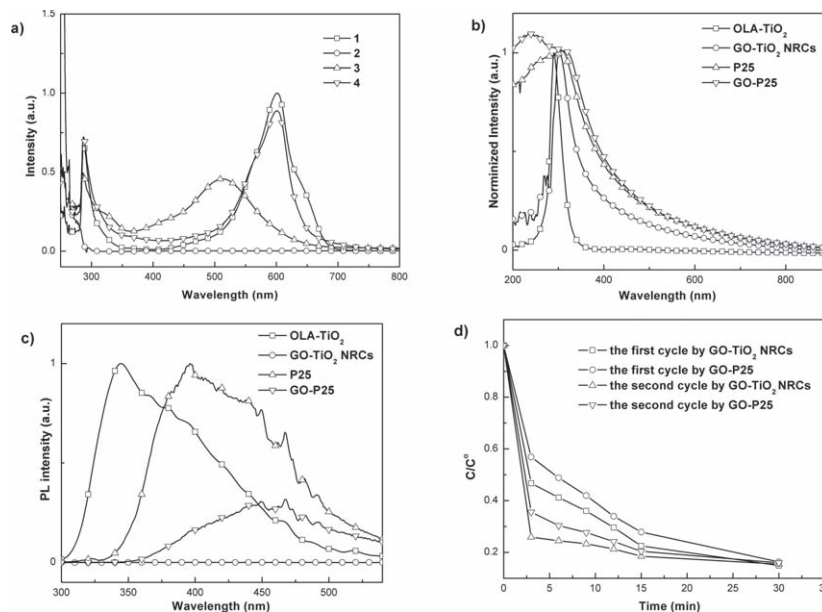 a)
1.5
1.0
0.5
0.0
Intensity (a.u.)
1
2
3
4
300 400 500 600 700 800
Wavelength (nm)
b)
1
0
Norminized Intensity (a.u.)
OLA-TiO2
GO-TiO2 NRCs
P25
GO-P25
200 300 400 500 600 700 800
Wavelength (nm)
c)
1
0
PL intensity (a.u.)
OLA-TiO2
GO-TiO2 NRCs
P25
GO-P25
300 350 400 450 500
Wavelength (nm)
d)
1.0
0.8
0.6
0.4
0.2
C/C°
the first cycle by GO-TiO2 NRCs
the first cycle by GO-P25
the second cycle by GO-TiO2 NRCs
the second cycle by GO-P25
0 5 10 15 20 25 30 35
Time (min)